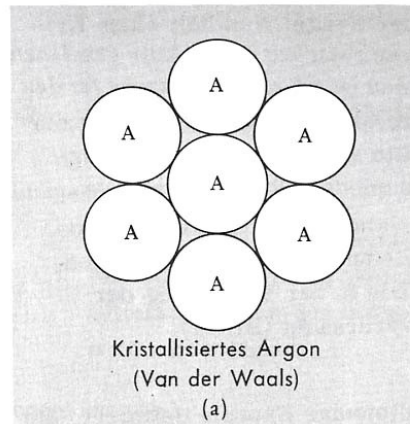 A
A A
A
A A
A
Kristallisiertes Argon
(Van der Waals)
(a)